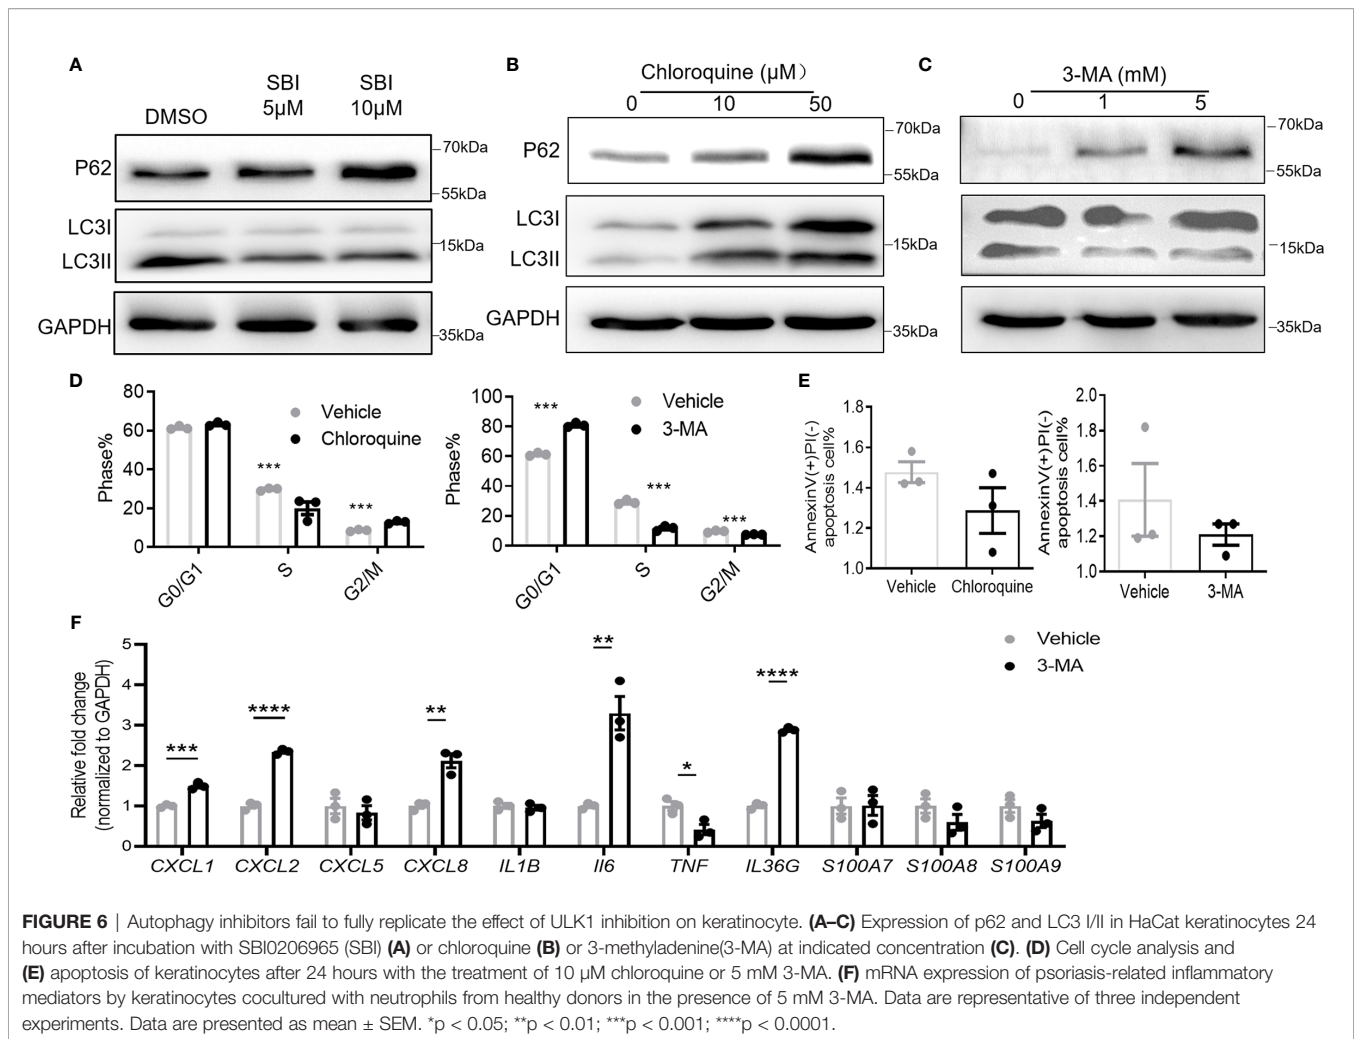 A
DMSO
SBI
5µM
SBI
10µM
P62
–70kDa
–55kDa
LC3I
LC3II
–15kDa
GAPDH
–35kDa
B
Chloroquine (µM）
0 10 50
P62
–70kDa
–55kDa
LC3I
LC3II
–15kDa
GAPDH
–35kDa
C
3-MA (mM)
0 1 5
–70kDa
–55kDa
–15kDa
–35kDa
D
Phase%
80
60
40
20
0
Vehicle
Chloroquine
***
***
G0/G1 S G2/M
Phase%
100
80
60
40
20
0
Vehicle
3-MA
***
***
***
G0/G1 S G2/M
E
AnnexinV(+)PI(-)
apoptosis cell%
1.8
1.6
1.4
1.2
1.0
Vehicle Chloroquine
AnnexinV(+)PI(-)
apoptosis cell%
2.0
1.8
1.6
1.4
1.2
1.0
Vehicle 3-MA
F
Relative fold change
(normalized to GAPDH)
5
4
3
2
1
0
Vehicle
3-MA
***
****
**
**
*
****
CXCL1 CXCL2 CXCL5 CXCL8 IL1B Il6 TNF IL36G S100A7 S100A8 S100A9
FIGURE 6 | Autophagy inhibitors fail to fully replicate the effect of ULK1 inhibition on keratinocyte. (A–C) Expression of p62 and LC3 I/II in HaCat keratinocytes 24
hours after incubation with SBI0206965 (SBI) (A) or chloroquine (B) or 3-methyladenine(3-MA) at indicated concentration (C). (D) Cell cycle analysis and
(E) apoptosis of keratinocytes after 24 hours with the treatment of 10 µM chloroquine or 5 mM 3-MA. (F) mRNA expression of psoriasis-related inflammatory
mediators by keratinocytes cocultured with neutrophils from healthy donors in the presence of 5 mM 3-MA. Data are representative of three independent
experiments. Data are presented as mean ± SEM. *p < 0.05; **p < 0.01; ***p < 0.001; ****p < 0.0001.